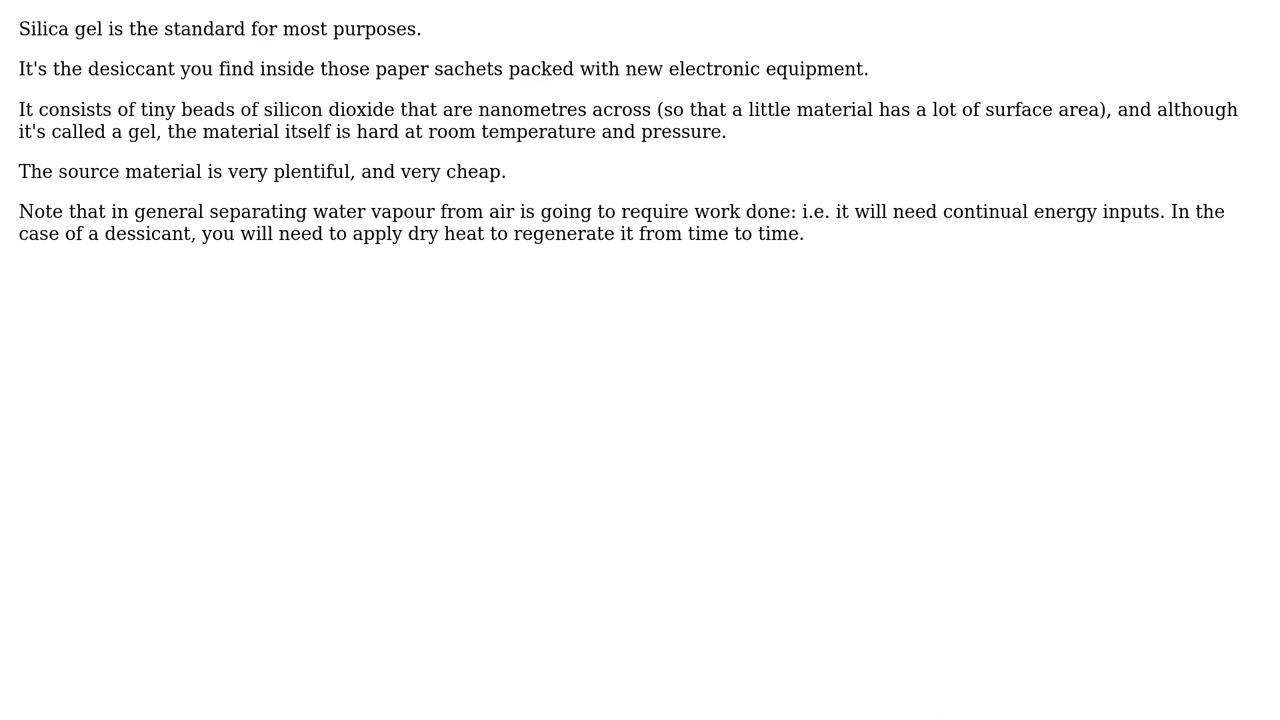 Silica gel is the standard for most purposes.
It's the desiccant you find inside those paper sachets packed with new electronic equipment.
It consists of tiny beads of silicon dioxide that are nanometres across (so that a little material has a lot of surface area), and although
it's called a gel, the material itself is hard at room temperature and pressure.
The source material is very plentiful, and very cheap.
Note that in general separating water vapour from air is going to require work done: i.e. it will need continual energy inputs. In the
case of a dessicant, you will need to apply dry heat to regenerate it from time to time.